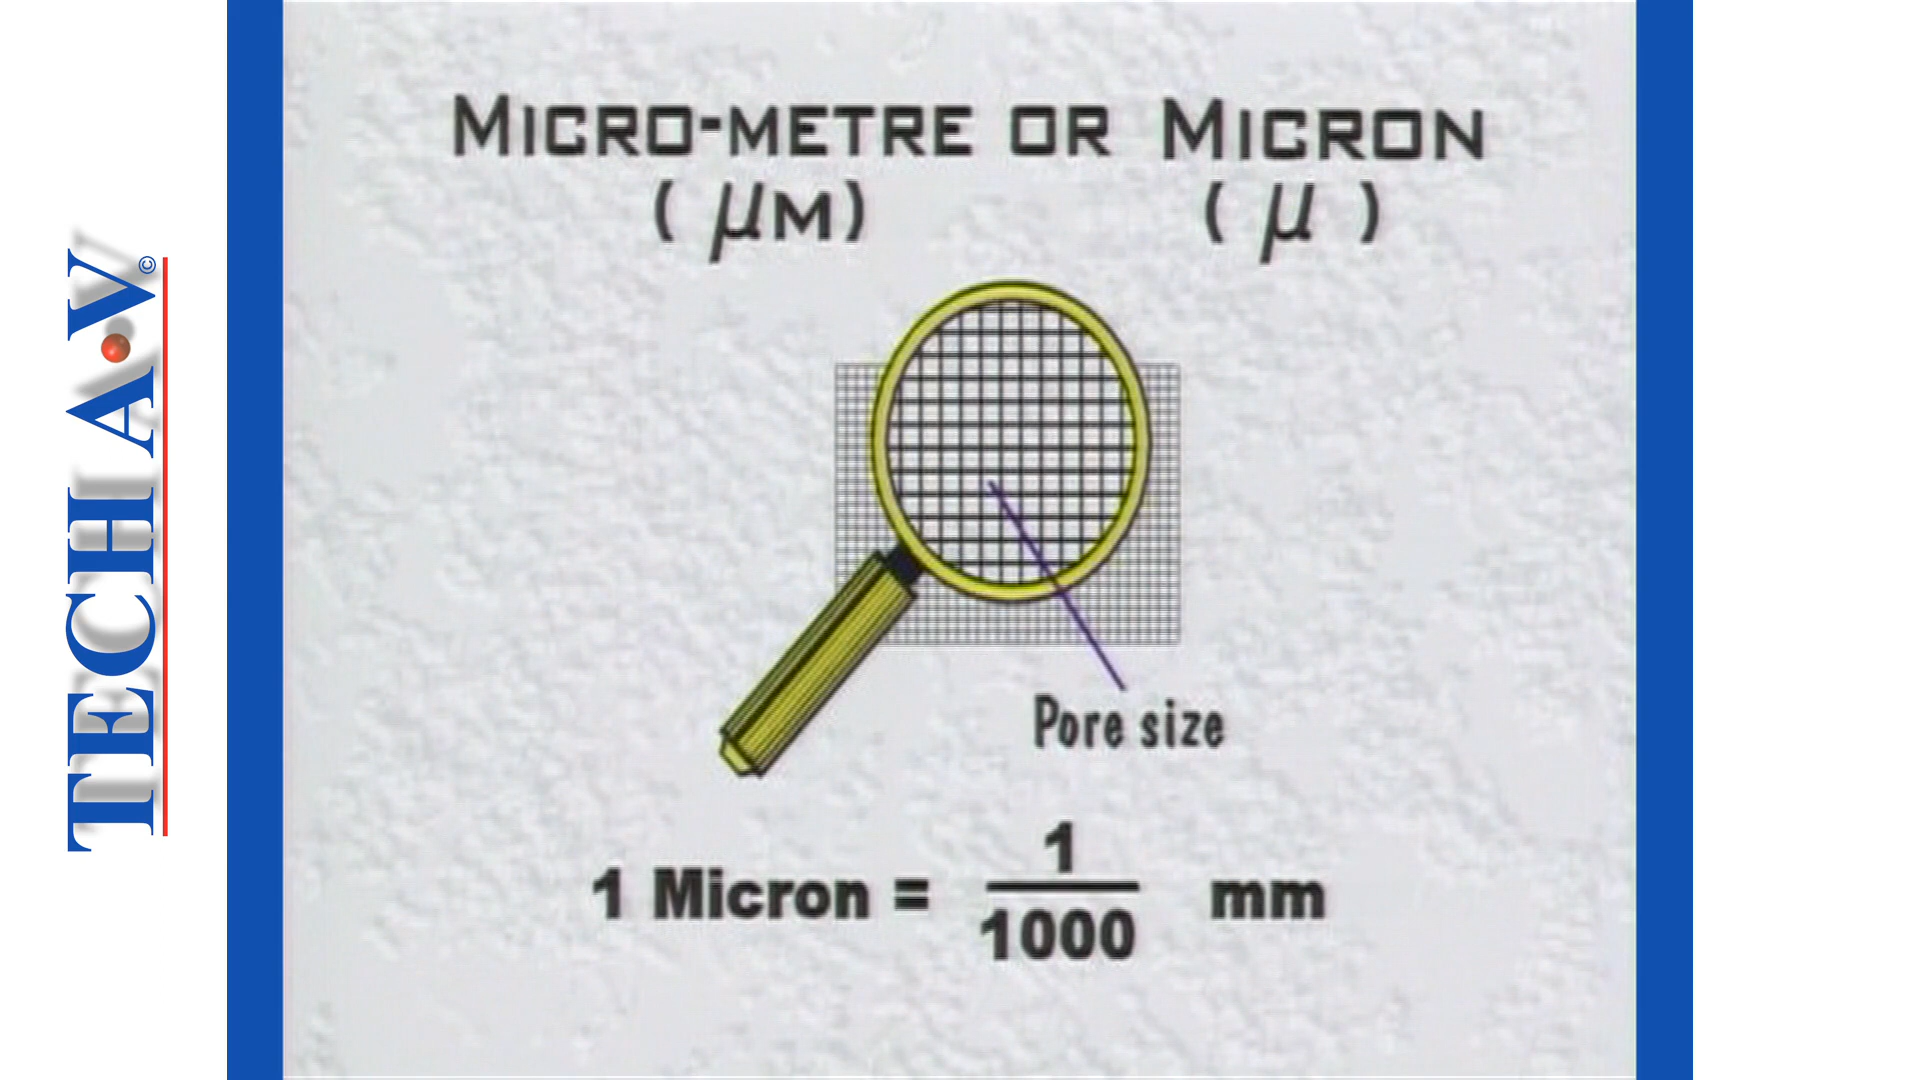 MICRO-METRE OR MICRON
( µM) ( µ )
Pore size
1 Micron = 1/1000 mm
TECH A.V©